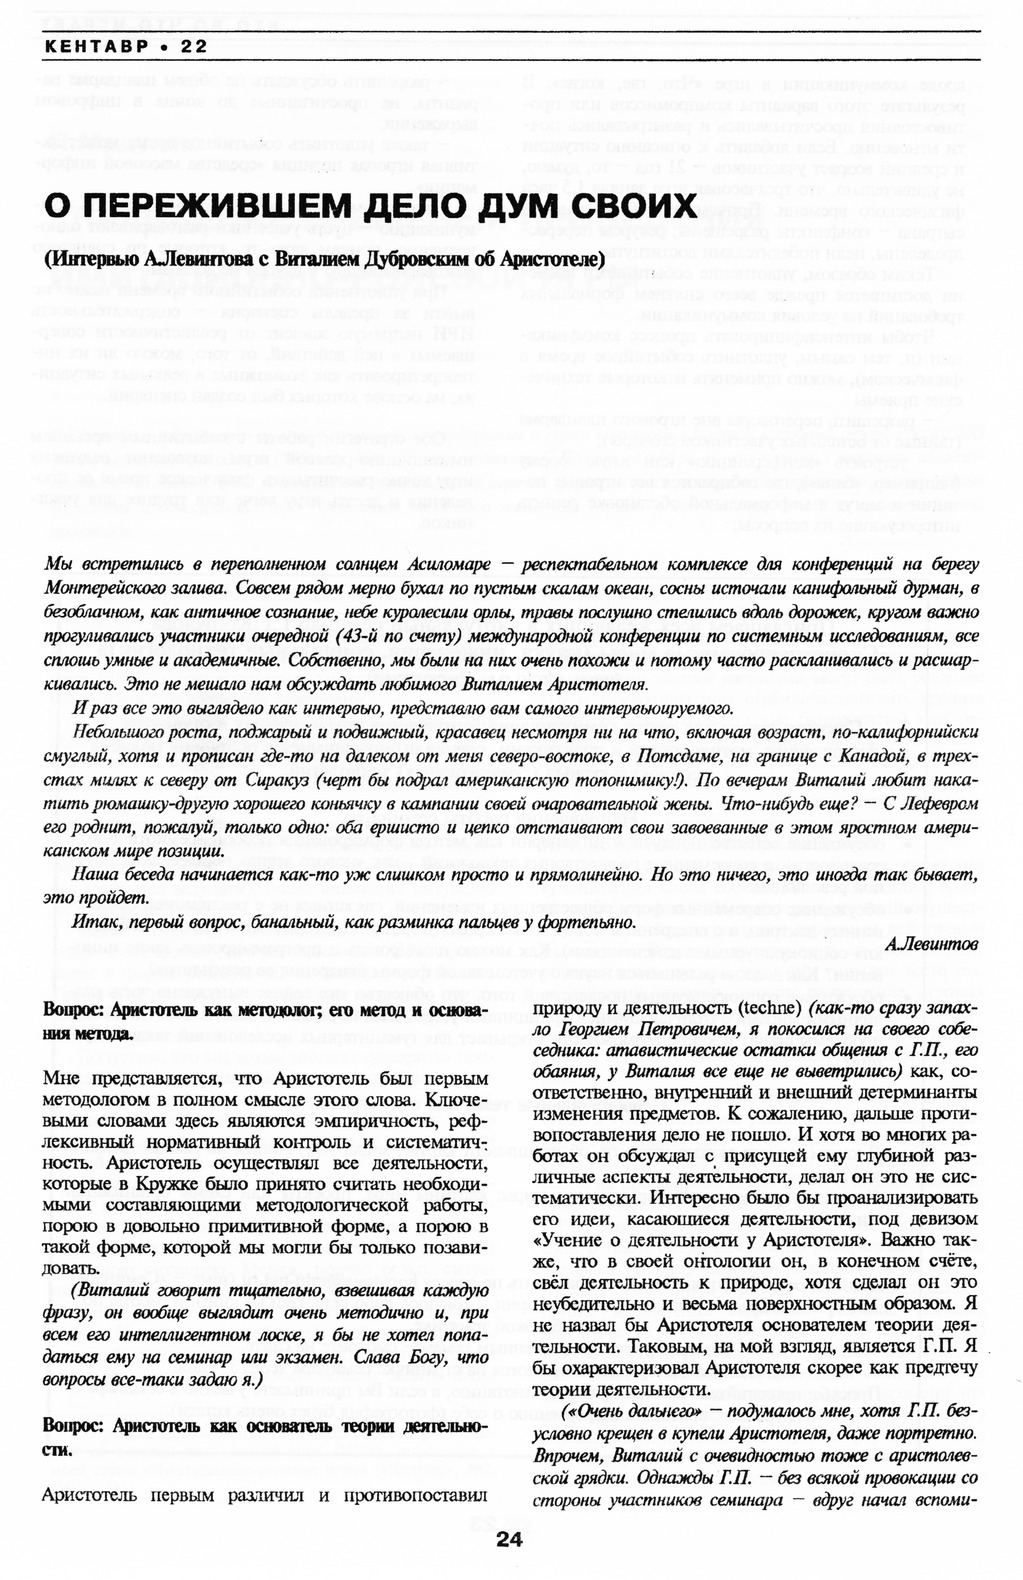 КЕНТАВР • 22
О ПЕРЕЖИВШЕМ ДЕЛО ДУМ СВОИХ
(Интервью А.Левинтова с Виталием Дубровским об Аристотеле)
Мы встретились в переполненном солнцем Асиломаре — респектабельном комплексе для конференций на берегу
Монтерейского залива. Совсем рядом мерно бухал по пустым скалам океан, сосны источали канифольный дурман, в
безоблачном, как античное сознание, небе куролесили орлы, травы послушно стелились вдоль дорожек, кругом важно
прогуливались участники очередной (43-й по счету) международной конференции по системным исследованиям, все
сплошь умные и академичные. Собственно, мы были на них очень похожи и потому часто раскланивались и расшар-
кивались. Это не мешало нам обсуждать любимого Виталием Аристотеля.
И раз все это выглядело как интервью, представлю вам самого интервьюируемого.
Небольшого роста, поджарый и подвижный, красавец несмотря ни на что, включая возраст, по-калифорнийски
смуглый, хотя и прописан где-то на далеком от меня северо-востоке, в Потсдаме, на границе с Канадой, в трех-
стах милях к северу от Сиракуз (черт бы подрал американскую топонимику!). По вечерам Виталий любит нака-
тить рюмашку-другую хорошего коньячку в кампании своей очаровательной жены. Что-нибудь еще? — С Лефевром
его роднит, пожалуй, только одно: оба ершисто и цепко отстаивают свои завоеванные в этом яростном амери-
канском мире позиции.
Наша беседа начинается как-то уж слишком просто и прямолинейно. Но это ничего, это иногда так бывает,
это пройдет.
Итак, первый вопрос, банальный, как разминка пальцев у фортепьяно.
А.Левинтов
Вопрос: Аристотель как методолог; его метод и основа-
ния метода.
Мне представляется, что Аристотель был первым
методологом в полном смысле этого слова. Ключе-
выми словами здесь являются эмпиричность, реф-
лексивный нормативный контроль и систематич-
ность. Аристотель осуществлял все деятельности,
которые в Кружке было принято считать необходи-
мыми составляющими методологической работы,
порою в довольно примитивной форме, а порою в
такой форме, которой мы могли бы только позави-
довать.
(Виталий говорит тщательно, взвешивая каждую
фразу, он вообще выглядит очень методично и, при
всем его интеллигентном лоске, я бы не хотел попа-
даться ему на семинар или экзамен. Слава Богу, что
вопросы все-таки задаю я.)
Вопрос: Аристотель как основатель теории деятельно-
сти.
Аристотель первым различил и противопоставил
природу и деятельность (techne) (как-то сразу запах-
ло Георгием Петровичем, я покосился на своего собе-
седника: атавистические остатки общения с Г.П., его
обаяния, у Виталия все еще не выветрились) как, со-
ответственно, внутренний и внешний детерминанты
изменения предметов. К сожалению, дальше проти-
вопоставления дело не пошло. И хотя во многих ра-
ботах он обсуждал с присущей ему глубиной раз-
личные аспекты деятельности, делал он это не сис-
тематически. Интересно было бы проанализировать
его идеи, касающиеся деятельности, под девизом
«Учение о деятельности у Аристотеля». Важно так-
же, что в своей онтологии он, в конечном счёте,
свёл деятельность к природе, хотя сделал он это
неубедительно и весьма поверхностным образом. Я
не назвал бы Аристотеля основателем теории дея-
тельности. Таковым, на мой взгляд, является Г.П. Я
бы охарактеризовал Аристотеля скорее как предтечу
теории деятельности.
(«Очень дальнего» — подумалось мне, хотя Г.П. без-
условно крещен в купели Аристотеля, даже портретно.
Впрочем, Виталий с очевидностью тоже с аристолев-
ской грядки. Однажды Г.П. — без всякой провокации со
стороны участников семинара — вдруг начал вспоми-
24